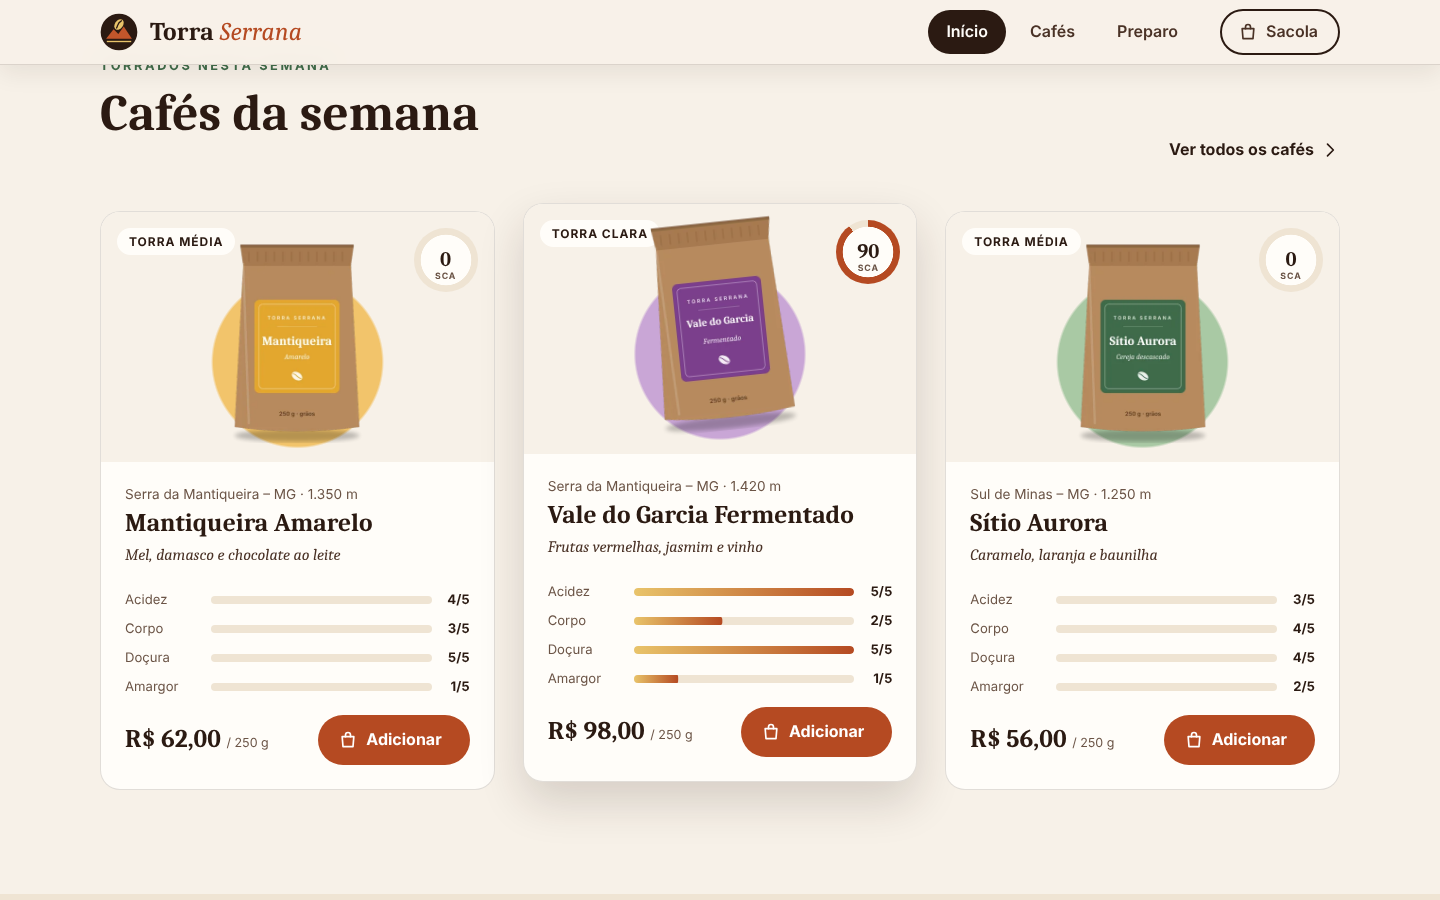 Torra Serrana
Início
Cafés
Preparo
Sacola
TORRADOS NESTA SEMANA
Cafés da semana
Ver todos os cafés
TORRA MÉDIA
0
SCA
TORRA SERRANA
Mantiqueira
Amarelo
250 g · grãos
Serra da Mantiqueira – MG · 1.350 m
Mantiqueira Amarelo
Mel, damasco e chocolate ao leite
Acidez 4/5
Corpo 3/5
Doçura 5/5
Amargor 1/5
R$ 62,00 / 250 g
Adicionar
TORRA CLARA
90
SCA
TORRA SERRANA
Vale do Garcia
Fermentado
250 g · grãos
Serra da Mantiqueira – MG · 1.420 m
Vale do Garcia Fermentado
Frutas vermelhas, jasmim e vinho
Acidez 5/5
Corpo 2/5
Doçura 5/5
Amargor 1/5
R$ 98,00 / 250 g
Adicionar
TORRA MÉDIA
0
SCA
TORRA SERRANA
Sítio Aurora
Cereja descascado
250 g · grãos
Sul de Minas – MG · 1.250 m
Sítio Aurora
Caramelo, laranja e baunilha
Acidez 3/5
Corpo 4/5
Doçura 4/5
Amargor 2/5
R$ 56,00 / 250 g
Adicionar